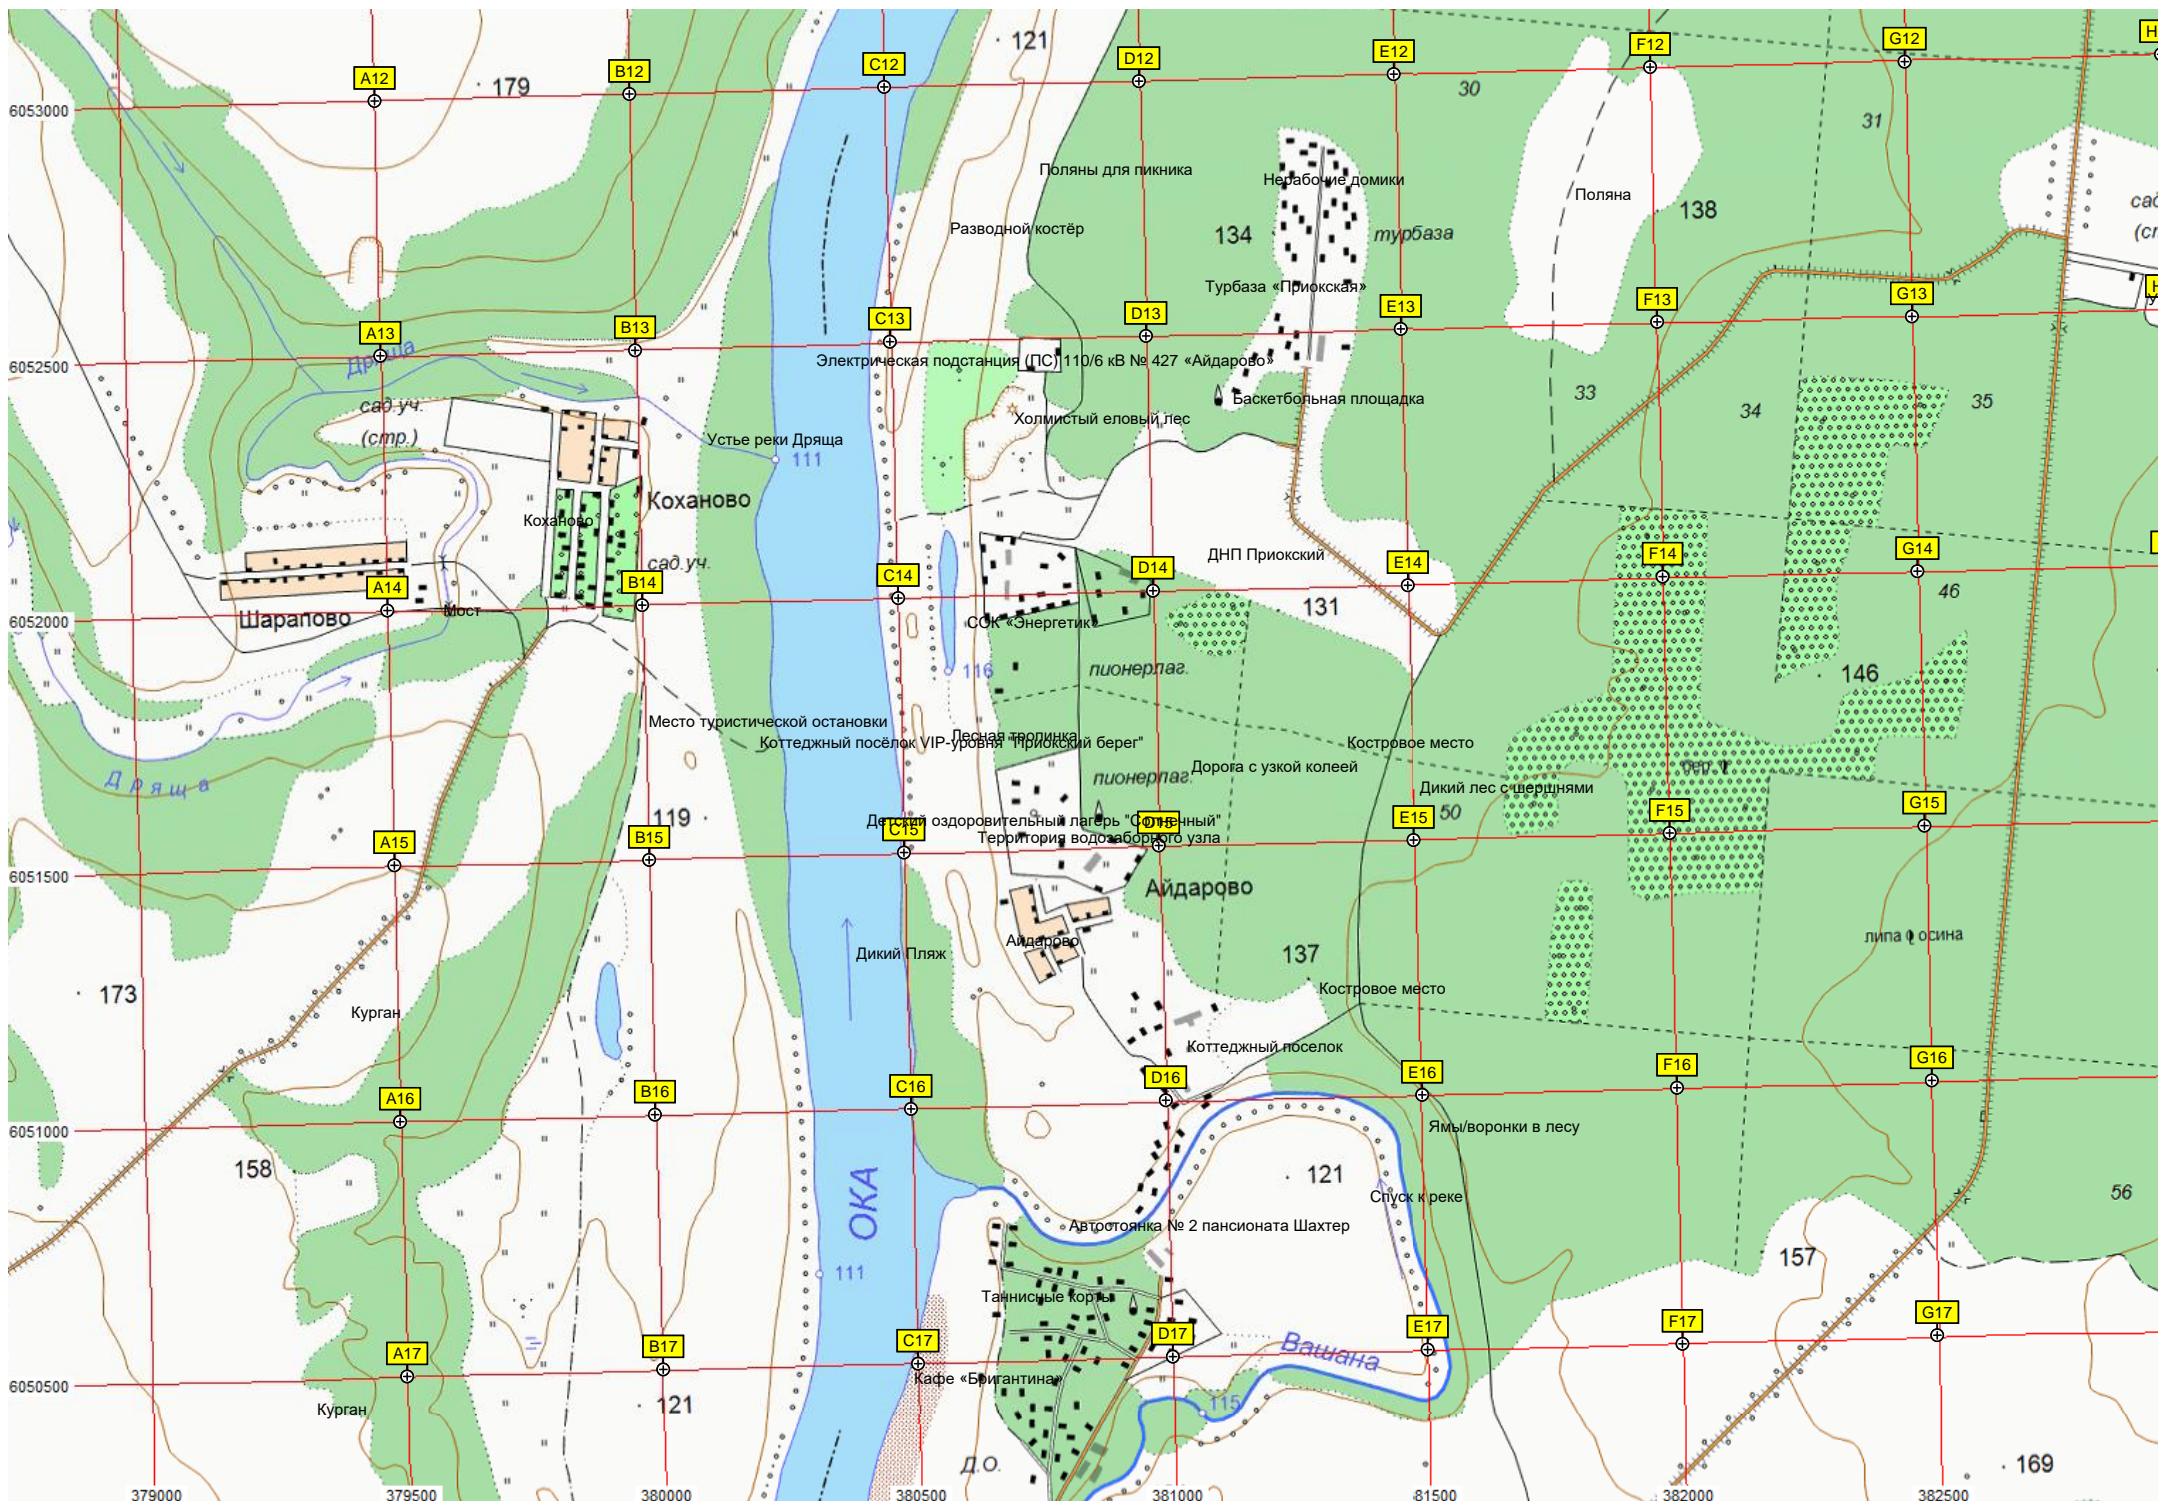 121
A12
B12
C12
D12
E12
F12
G12
179
30
31
6053000
Поляны для пикника
Нерабочие домики
Поляна
138
134
турбаза
Разводной костёр
Турбаза «Приокская»
A13
B13
C13
D13
E13
F13
G13
Дряща
6052500
Электрическая подстанция (ПС) 110/6 кВ № 427 «Айдарово»
Баскетбольная площадка
33
34
35
сад.уч.
(стр.)
Холмистый еловый лес
Устье реки Дряща
111
Коханово
Коханово
сад.уч.
ДНП Приокский
A14
B14
C14
D14
E14
F14
G14
46
131
Шарапово
Мост
6052000
ССК «Энергетик»
116
пионерлаг.
146
Место туристической остановки
Лесная тропинка
Коттеджный посёлок VIP-уровня "Приокский берег"
Костровое место
Дорога с узкой колеей
пионерлаг.
Дряща
Дикий лес с шершнями
бер.
50
119
Детский оздоровительный лагерь "Солнечный"
Территория водозаборного узла
A15
B15
C15
D15
E15
F15
G15
6051500
Айдарово
Айдарово
липа осина
Дикий Пляж
137
173
Костровое место
Курган
Коттеджный поселок
A16
B16
C16
D16
E16
F16
G16
6051000
Ямы/воронки в лесу
158
121
Спуск к реке
56
ОКА
Автостоянка № 2 пансионата Шахтер
157
111
Таннисные корты
A17
B17
C17
D17
E17
F17
G17
Вашана
6050500
Кафе «Бригантина»
Курган
121
115
Д.О.
169
379000
379500
380000
380500
381000
81500
382000
382500